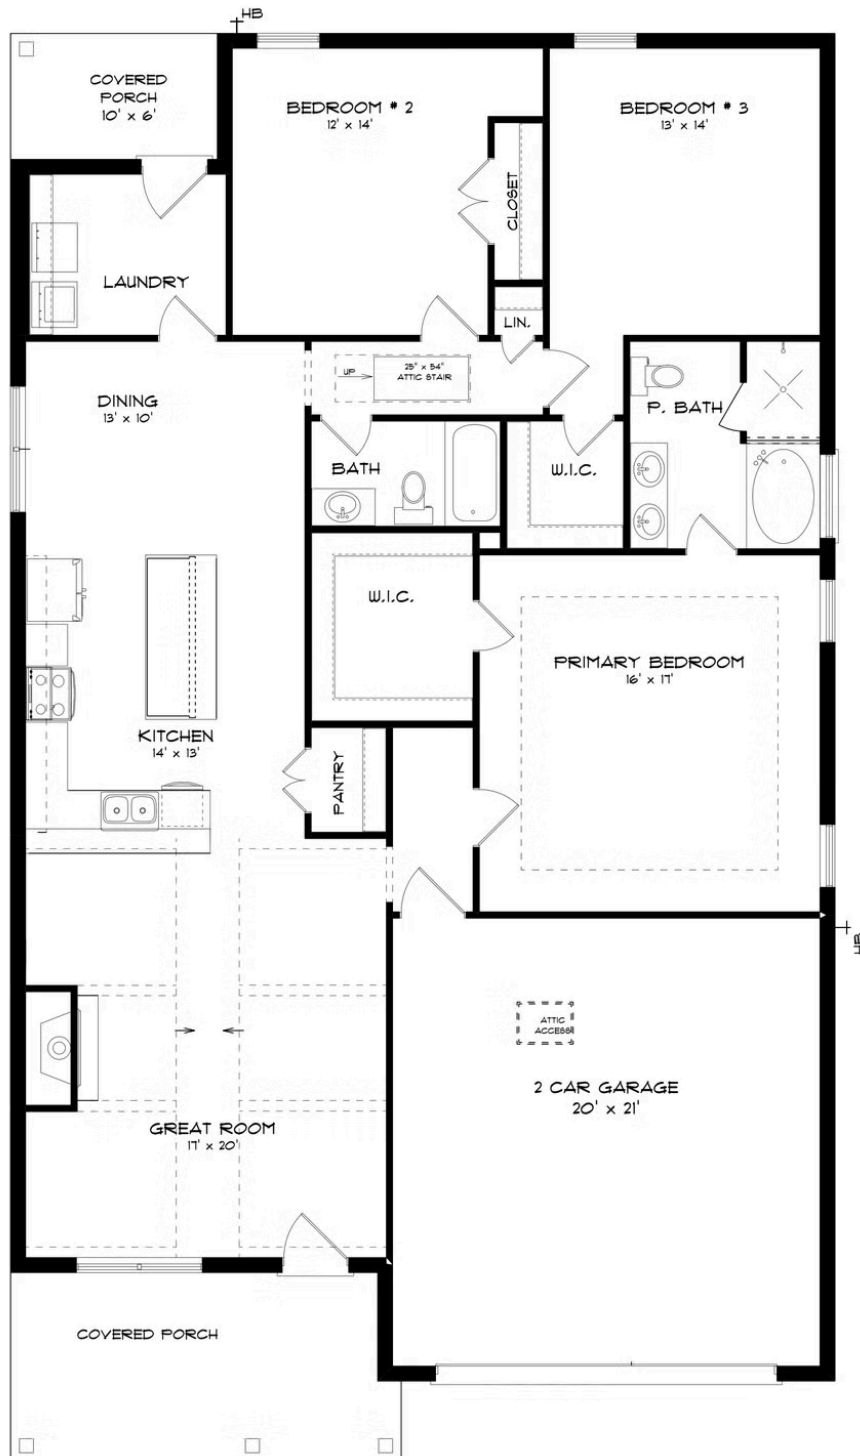 HB
COVERED
PORCH
10' x 6'
BEDROOM # 2
12' x 14'
BEDROOM # 3
13' x 14'
CLOSET
LAUNDRY
LIN.
UP
25" x 54"
ATTIC STAIR
DINING
13' x 10'
P. BATH
BATH
W.I.C.
W.I.C.
PRIMARY BEDROOM
16' x 17'
KITCHEN
14' x 13'
PANTRY
HB
ATTIC
ACCESS
2 CAR GARAGE
20' x 21'
GREAT ROOM
17' x 20'
COVERED PORCH